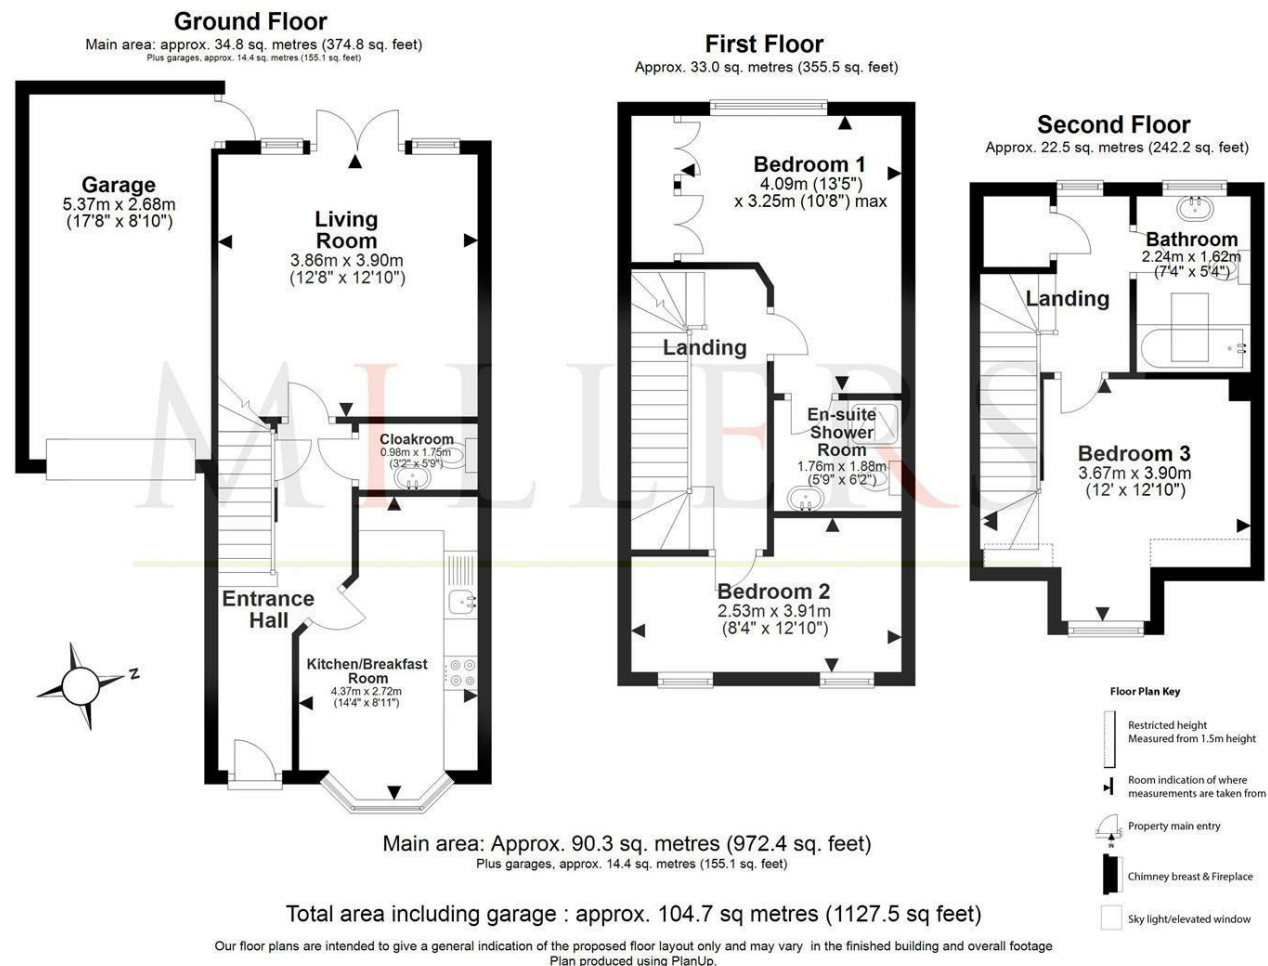 Ground Floor
Main area: approx. 34.8 sq. metres (374.8 sq. feet)
Plus garages, approx. 14.4 sq. metres (155.1 sq. feet)
Garage
5.37m x 2.68m
(17'8" x 8'10")
Living
Room
3.86m x 3.90m
(12'8" x 12'10")
Cloakroom
0.98m x 1.75m
(3'2" x 5'9")
Entrance
Hall
Kitchen/Breakfast
Room
4.37m x 2.72m
(14'4" x 8'11")
Z
First Floor
Approx. 33.0 sq. metres (355.5 sq. feet)
Bedroom 1
4.09m (13'5")
x 3.25m (10'8") max
Landing
En-suite
Shower
Room
1.76m x 1.88m
(5'9" x 6'2")
Bedroom 2
2.53m x 3.91m
(8'4" x 12'10")
Second Floor
Approx. 22.5 sq. metres (242.2 sq. feet)
Bathroom
2.24m x 1.62m
(7'4" x 5'4")
Landing
Bedroom 3
3.67m x 3.90m
(12' x 12'10")
MILLERS
Floor Plan Key
Restricted height
Measured from 1.5m height
Room indication of where
measurements are taken from
Property main entry
IN
Chimney breast & Fireplace
Sky light/elevated window
Main area: Approx. 90.3 sq. metres (972.4 sq. feet)
Plus garages, approx. 14.4 sq. metres (155.1 sq. feet)
Total area including garage : approx. 104.7 sq metres (1127.5 sq feet)
Our floor plans are intended to give a general indication of the proposed floor layout only and may vary in the finished building and overall footage
Plan produced using PlanUp.